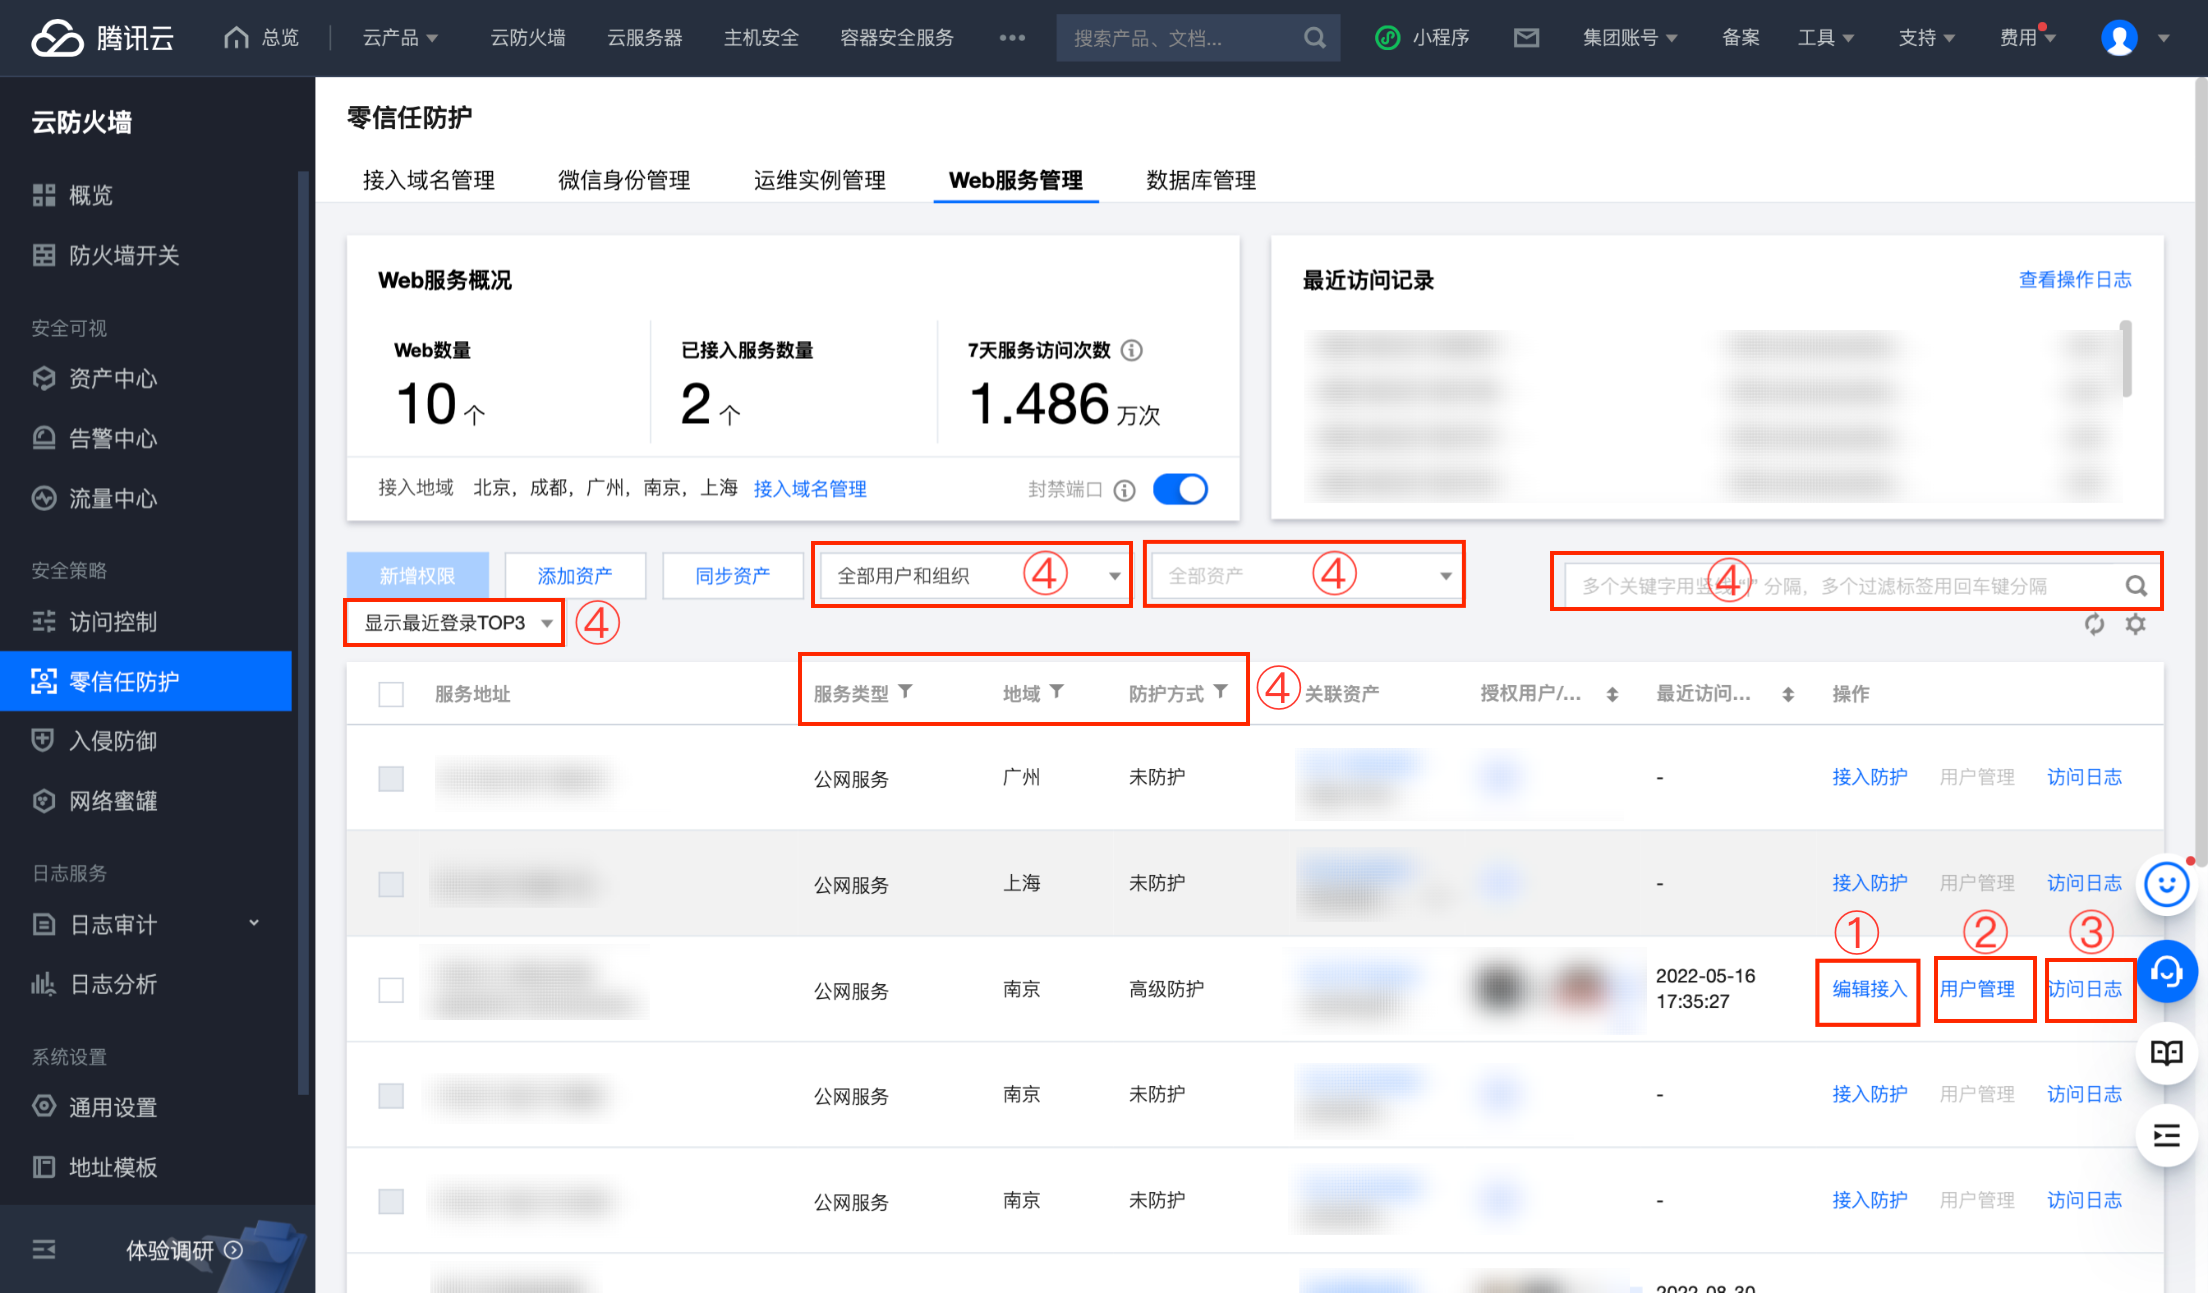 腾讯云 总览 云产品 云防火墙 云服务器 主机安全 容器安全服务 搜索产品、文档... 小程序 集团账号 备案 工具 支持 费用
云防火墙
概览
防火墙开关
安全可视
资产中心
告警中心
流量中心
安全策略
访问控制
零信任防护
入侵防御
网络蜜罐
日志服务
日志审计
日志分析
系统设置
通用设置
地址模板
体验调研
零信任防护
接入域名管理 微信身份管理 运维实例管理 Web服务管理 数据库管理
Web服务概况
Web数量 已接入服务数量 7天服务访问次数
10 个 2 个 1.486 万次
接入地域 北京，成都，广州，南京，上海 接入域名管理 封禁端口
最近访问记录 查看操作日志
新增权限 添加资产 同步资产 全部用户和组织 ④ 全部资产 ④ 多个关键字用竖线 ④ 分隔，多个过滤标签用回车键分隔
显示最近登录TOP3 ④
服务地址 服务类型 地域 防护方式 ④ 关联资产 授权用户/... 最近访问... 操作
公网服务 广州 未防护 - 接入防护 用户管理 访问日志
公网服务 上海 未防护 - 接入防护 用户管理 访问日志
① ② ③
公网服务 南京 高级防护 2022-05-16 17:35:27 编辑接入 用户管理 访问日志
公网服务 南京 未防护 - 接入防护 用户管理 访问日志
公网服务 南京 未防护 - 接入防护 用户管理 访问日志
2022-08-30